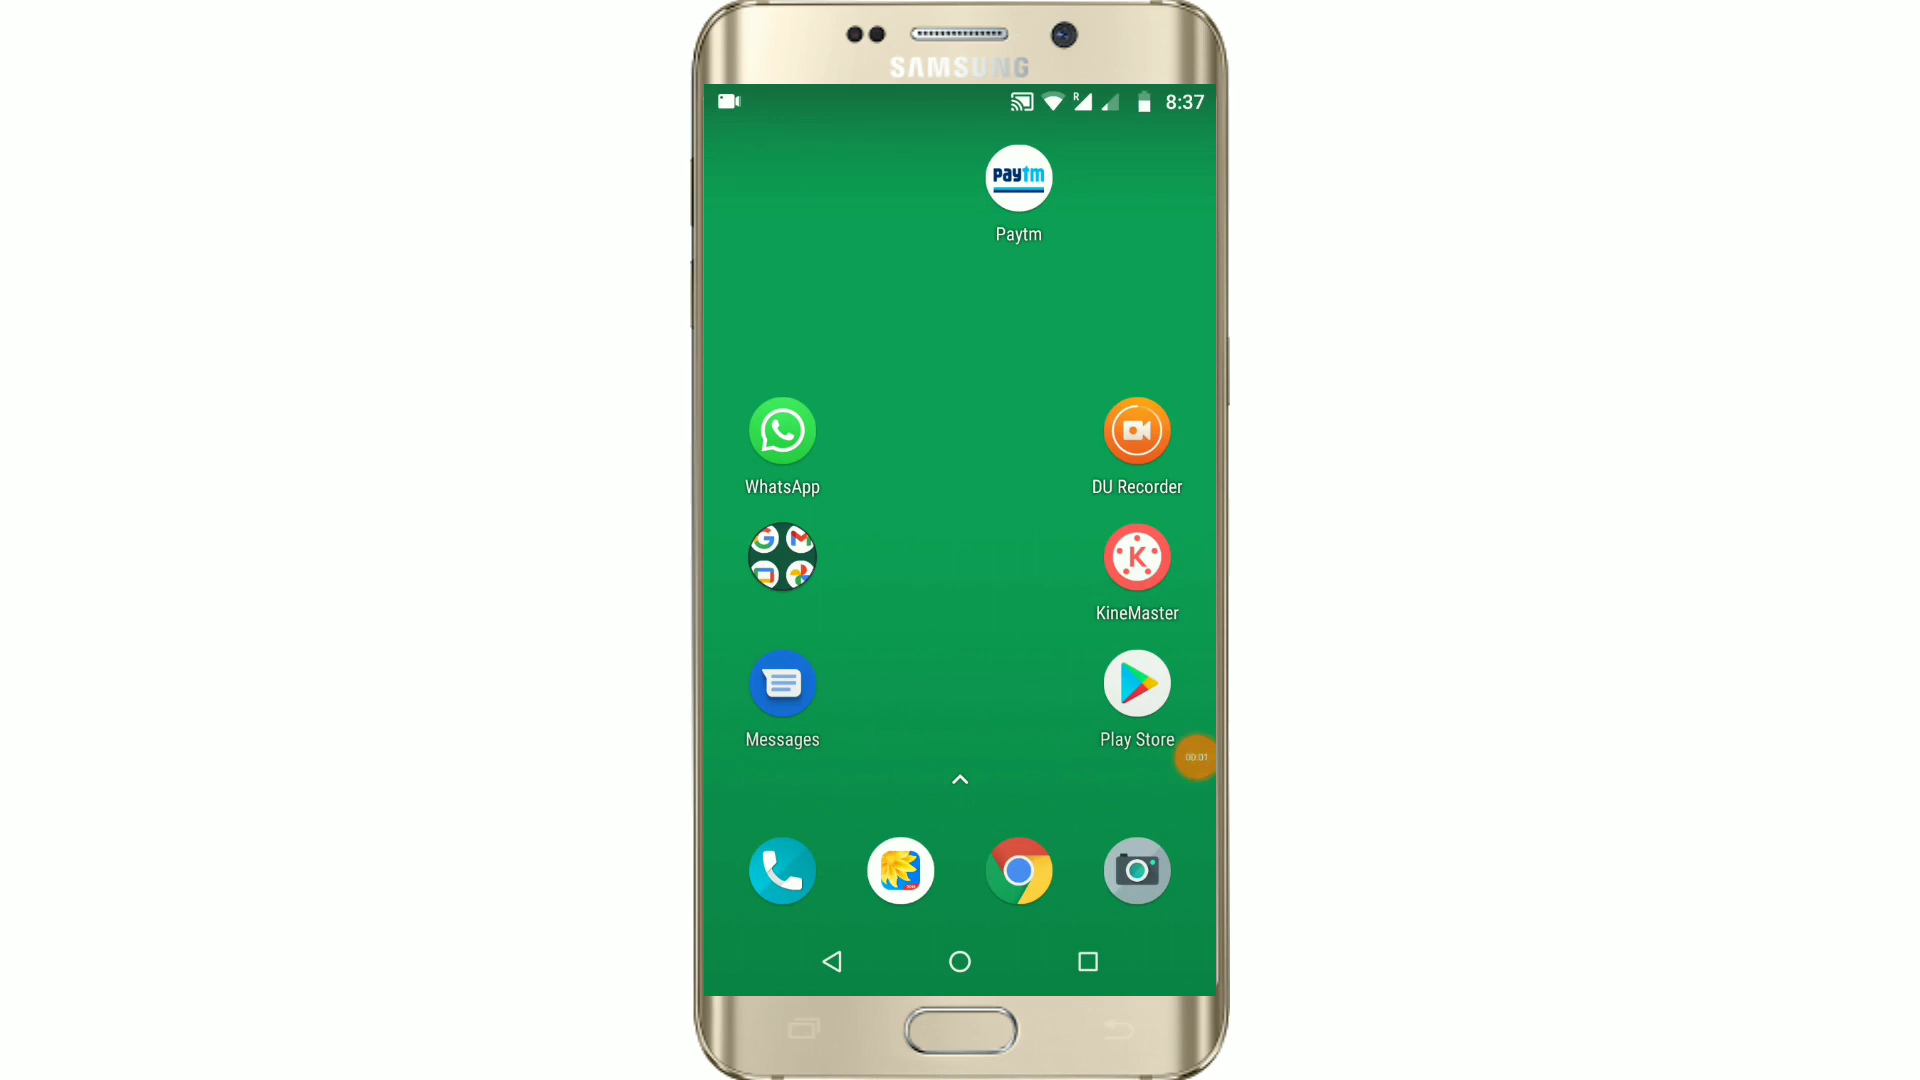 SAMSUNG
R
8:37
paytm
Paytm
WhatsApp
DU Recorder
K
KineMaster
Messages
Play Store
00:01